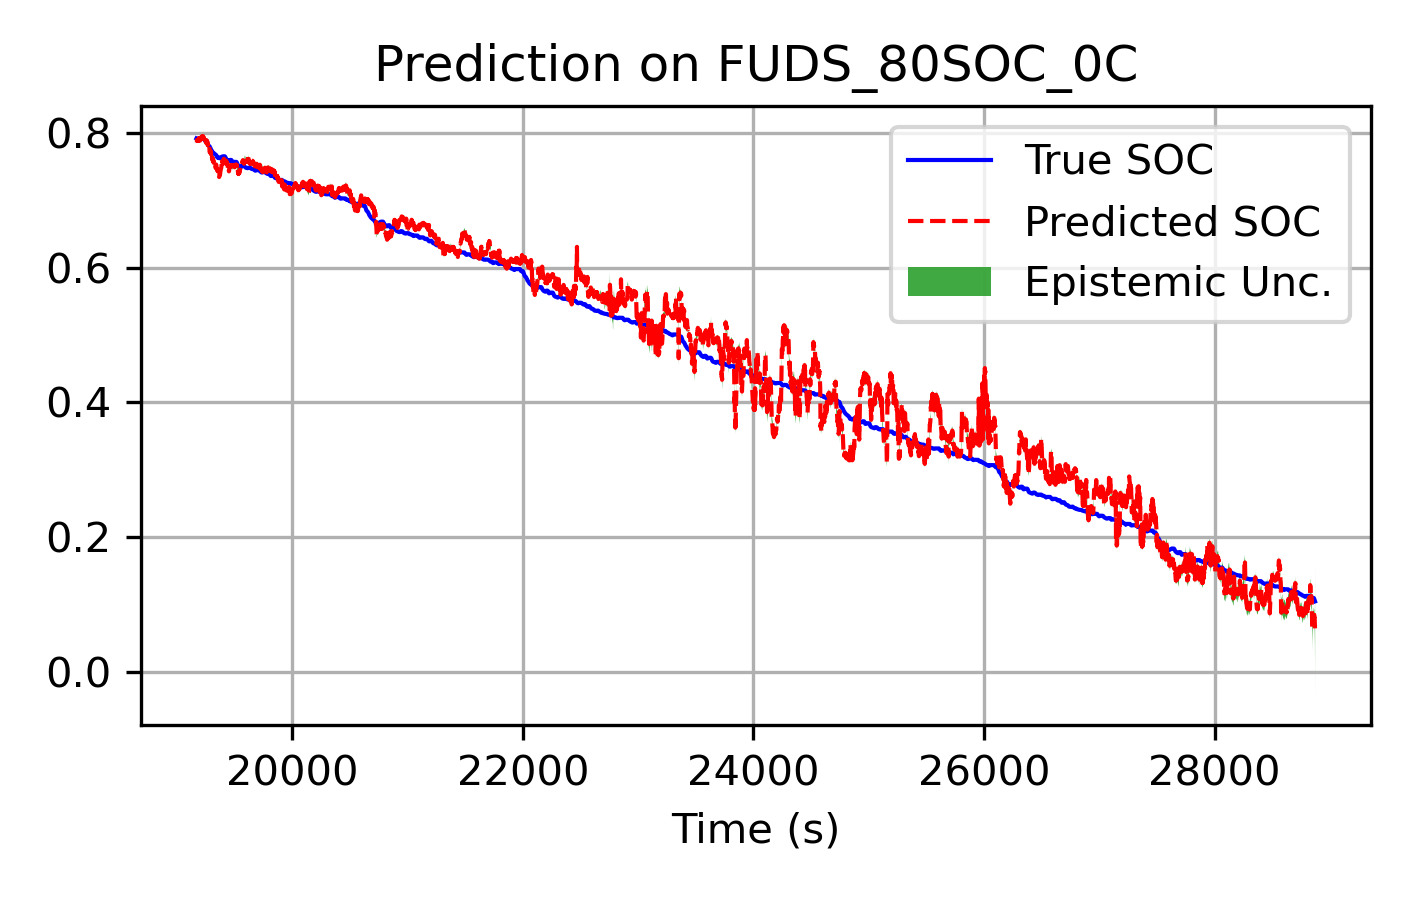 Prediction on FUDS_80SOC_0C
True SOC
Predicted SOC
Epistemic Unc.
0.8
0.6
0.4
0.2
0.0
20000 22000 24000 26000 28000
Time (s)